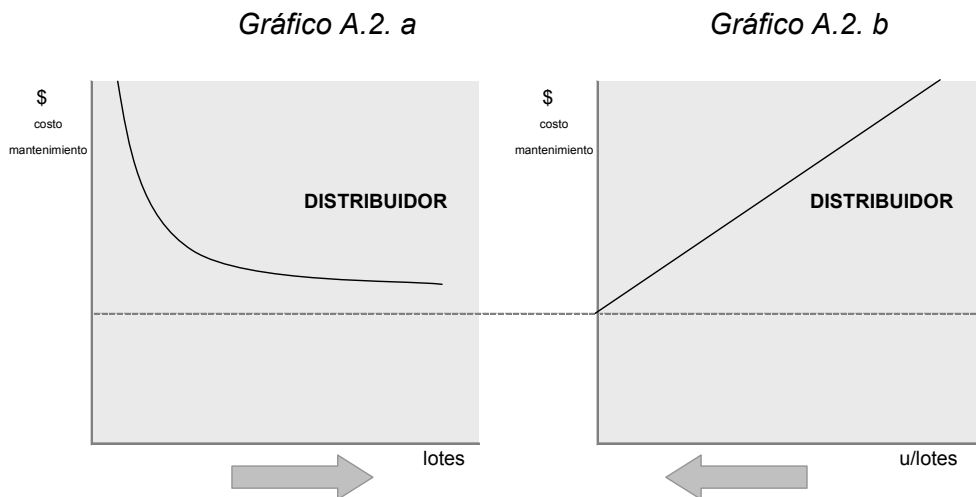 Gráfico A.2. a
$
costo
mantenimiento
DISTRIBUIDOR
lotes
Gráfico A.2. b
$
costo
mantenimiento
DISTRIBUIDOR
u/lotes